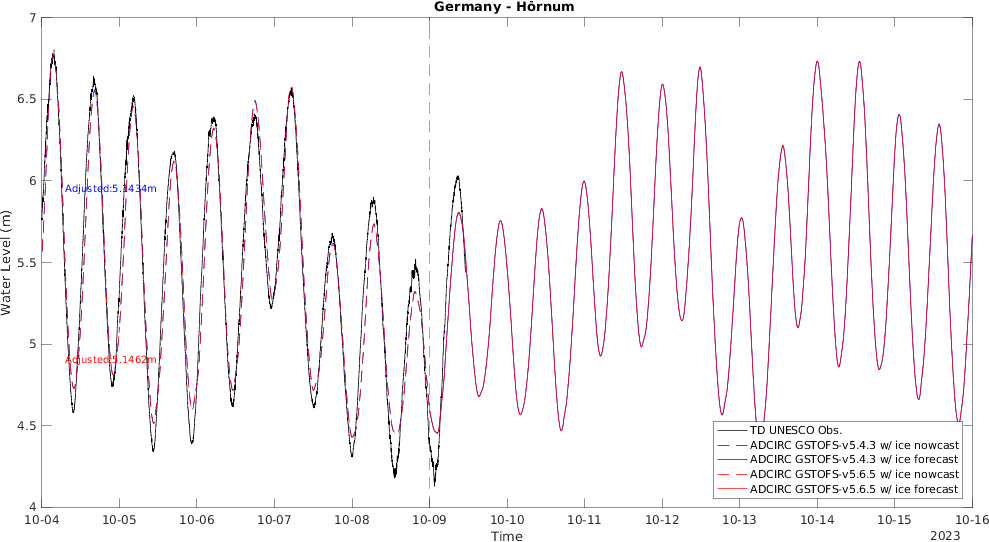 Germany - Hörnum
7
6.5
6
5.5
5
4.5
4
Water Level (m)
Adjusted:5.1434m
Adjusted:5.1462m
TD UNESCO Obs.
ADCIRC GSTOFS-v5.4.3 w/ ice nowcast
ADCIRC GSTOFS-v5.4.3 w/ ice forecast
ADCIRC GSTOFS-v5.6.5 w/ ice nowcast
ADCIRC GSTOFS-v5.6.5 w/ ice forecast
10-04 10-05 10-06 10-07 10-08 10-09 10-10 10-11 10-12 10-13 10-14 10-15 10-16
Time
2023